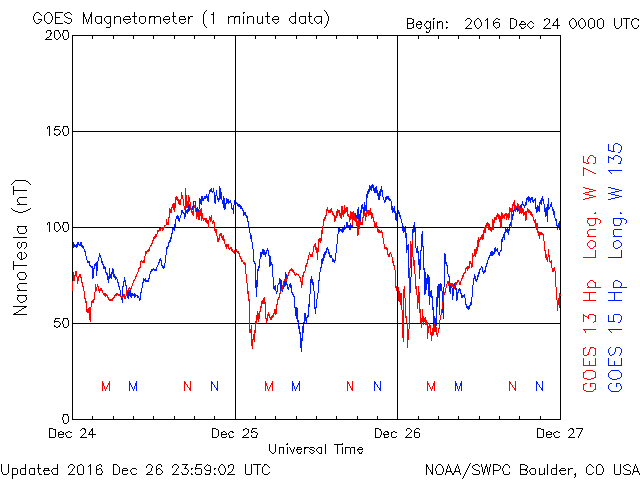 GOES Magnetometer (1 minute data)
Begin: 2016 Dec 24 0000 UTC
200
150
100
50
0
NanoTesla (nT)
M M N N M M N N M M N N
Dec 24 Dec 25 Dec 26 Dec 27
Universal Time
GOES 13 Hp Long. W 75
GOES 15 Hp Long. W 135
Updated 2016 Dec 26 23:59:02 UTC
NOAA/SWPC Boulder, CO USA